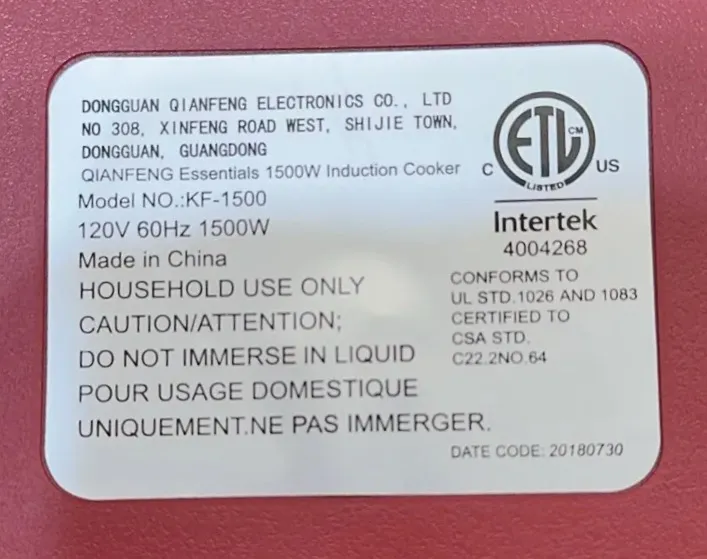 DONGGUAN QIANFENG ELECTRONICS CO., LTD
NO 308, XINFENG ROAD WEST, SHIJIE TOWN,
DONGGUAN, GUANGDONG
QIANFENG Essentials 1500W Induction Cooker
Model NO.:KF-1500
120V 60Hz 1500W
Made in China
HOUSEHOLD USE ONLY
CAUTION/ATTENTION;
DO NOT IMMERSE IN LIQUID
POUR USAGE DOMESTIQUE
UNIQUEMENT.NE PAS IMMERGER.
ETL CM
C US
LISTED
Intertek
4004268
CONFORMS TO
UL STD.1026 AND 1083
CERTIFIED TO
CSA STD.
C22.2NO.64
DATE CODE: 20180730